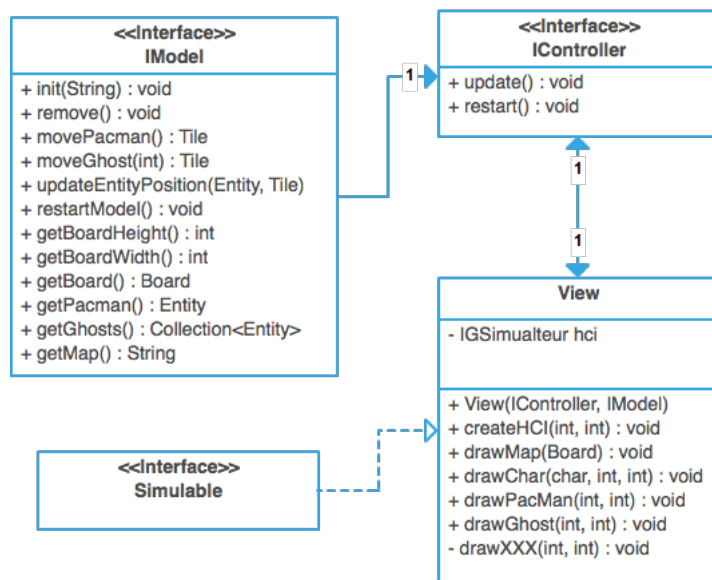 <<Interface>>
IModel
+ init(String) : void
+ remove() : void
+ movePacman() : Tile
+ moveGhost(int) : Tile
+ updateEntityPosition(Entity, Tile)
+ restartModel() : void
+ getBoardHeight() : int
+ getBoardWidth() : int
+ getBoard() : Board
+ getPacman() : Entity
+ getGhosts() : Collection<Entity>
+ getMap() : String
1
<<Interface>>
IController
+ update() : void
+ restart() : void
1
1
View
- IGSimualteur hci
+ View(IController, IModel)
+ createHCI(int, int) : void
+ drawMap(Board) : void
+ drawChar(char, int, int) : void
+ drawPacMan(int, int) : void
+ drawGhost(int, int) : void
- drawXXX(int, int) : void
<<Interface>>
Simulable